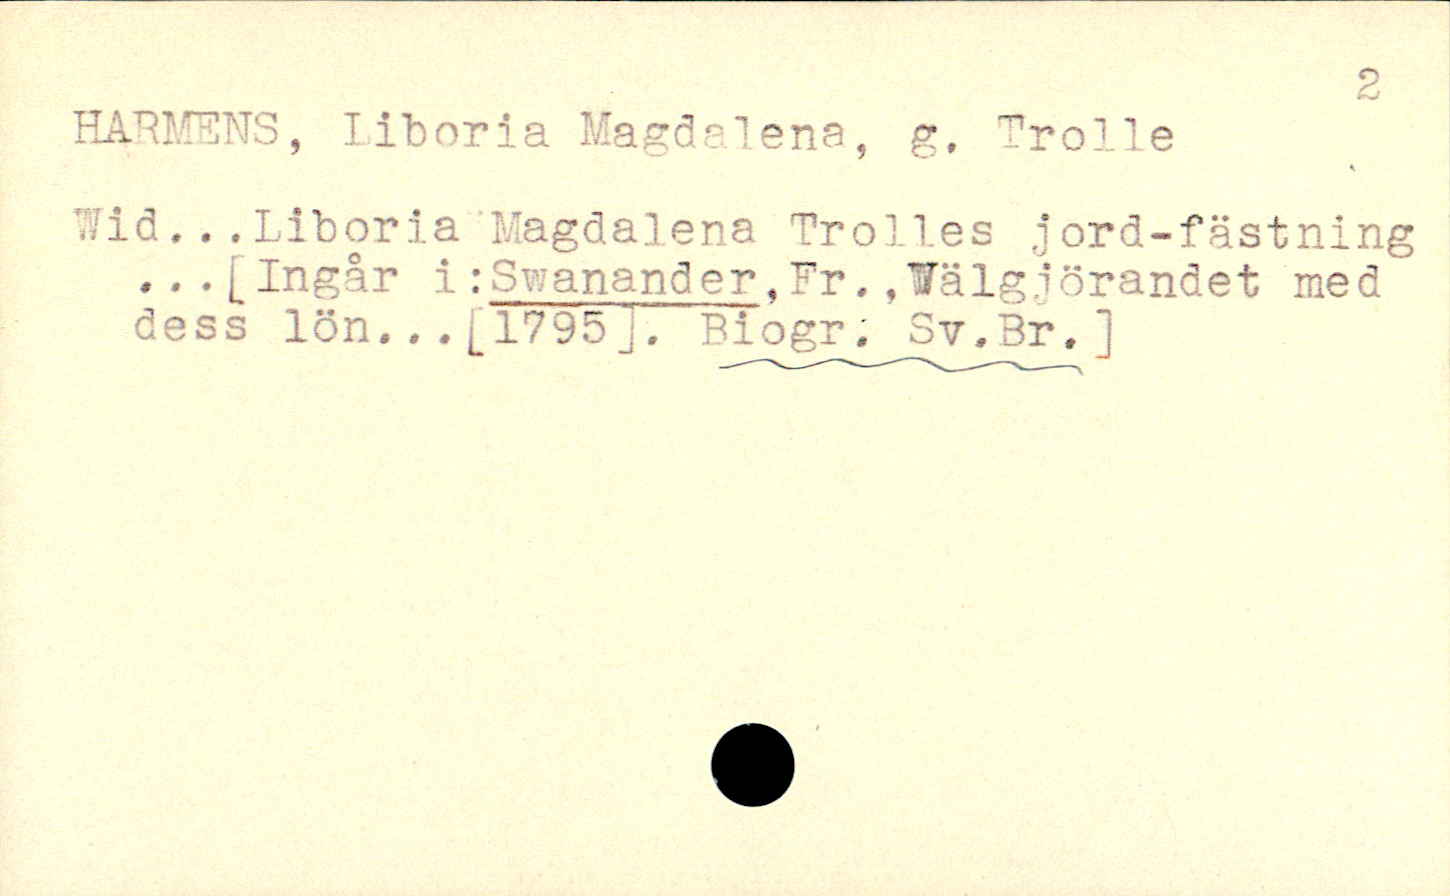 2
HARMENS, Liboria Magdalena, g. Trolle
Wid...Liboria Magdalena Trolles jord-fästning
...[Ingår i:Swanander,Fr.,Wälgjörandet med
dess lön...[1795]. Biogr. Sv.Br.]